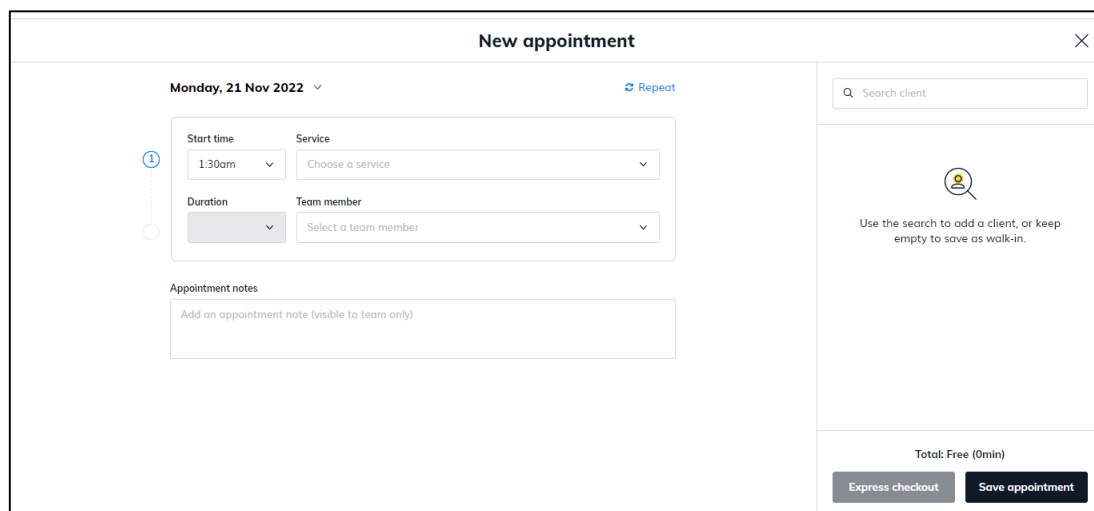 New appointment
Monday, 21 Nov 2022
Repeat
Start time
Service
1
1:30am
Choose a service
Duration
Team member
Select a team member
Appointment notes
Add an appointment note (visible to team only)
Search client
Use the search to add a client, or keep
empty to save as walk-in.
Total: Free (0min)
Express checkout
Save appointment